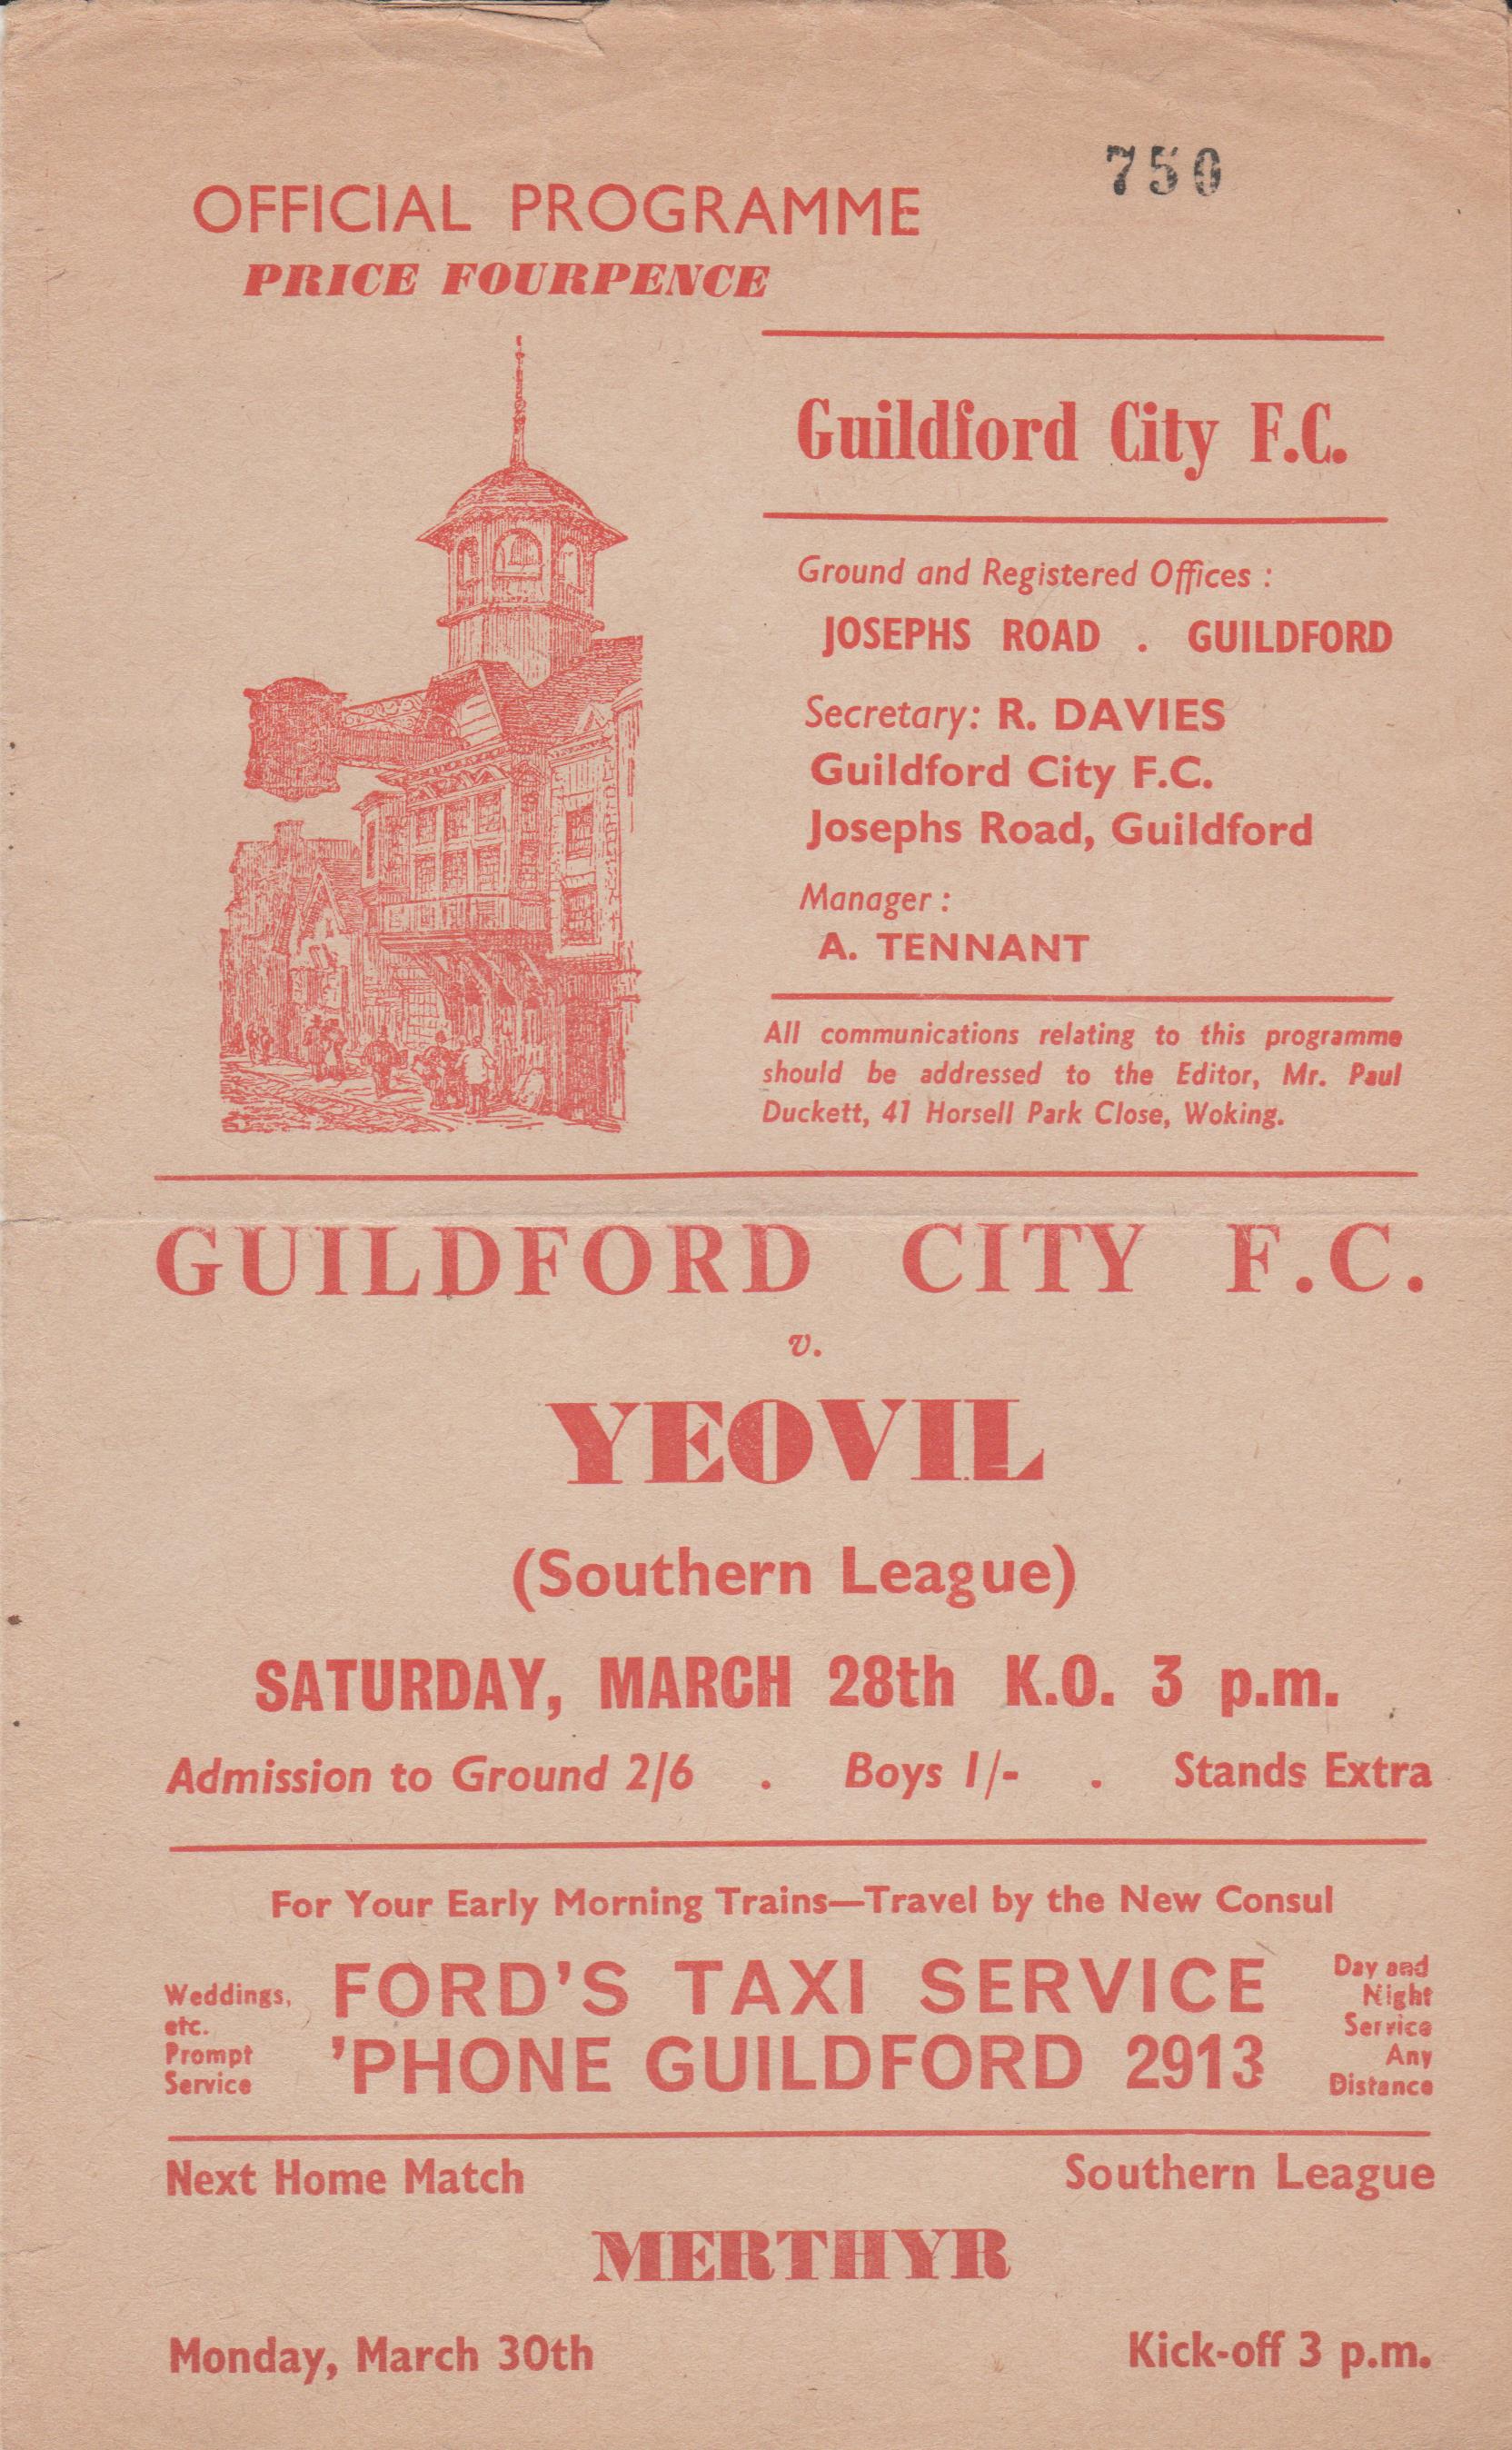 750
OFFICIAL PROGRAMME
PRICE FOURPENCE
Guildford City F.C.
Ground and Registered Offices :
JOSEPHS ROAD . GUILDFORD
Secretary: R. DAVIES
Guildford City F.C.
Josephs Road, Guildford
Manager :
A. TENNANT
All communications relating to this programme
should be addressed to the Editor, Mr. Paul
Duckett, 41 Horsell Park Close, Woking.
GUILDFORD CITY F.C.
v.
YEOVIL
(Southern League)
SATURDAY, MARCH 28th K.O. 3 p.m.
Admission to Ground 2/6 . Boys 1/- . Stands Extra
For Your Early Morning Trains—Travel by the New Consul
Weddings,
etc.
Prompt
Service
FORD'S TAXI SERVICE
'PHONE GUILDFORD 2913
Day and
Night
Service
Any
Distance
Next Home Match
Southern League
MERTHYR
Monday, March 30th
Kick-off 3 p.m.